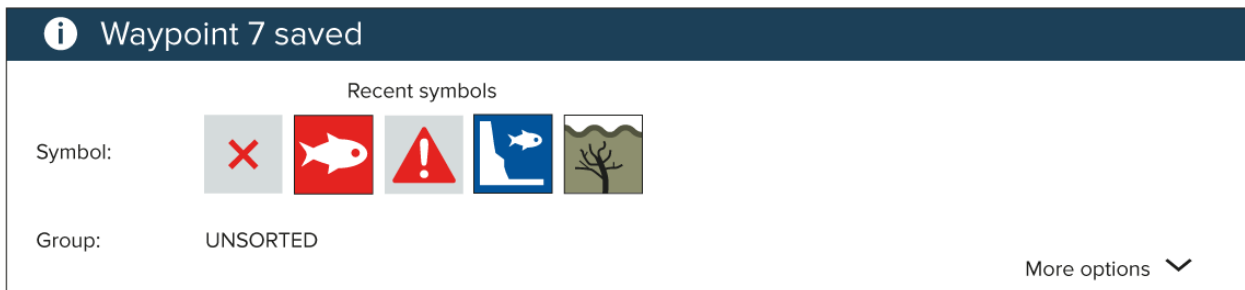 Waypoint 7 saved
Recent symbols
Symbol:
Group: UNSORTED
More options